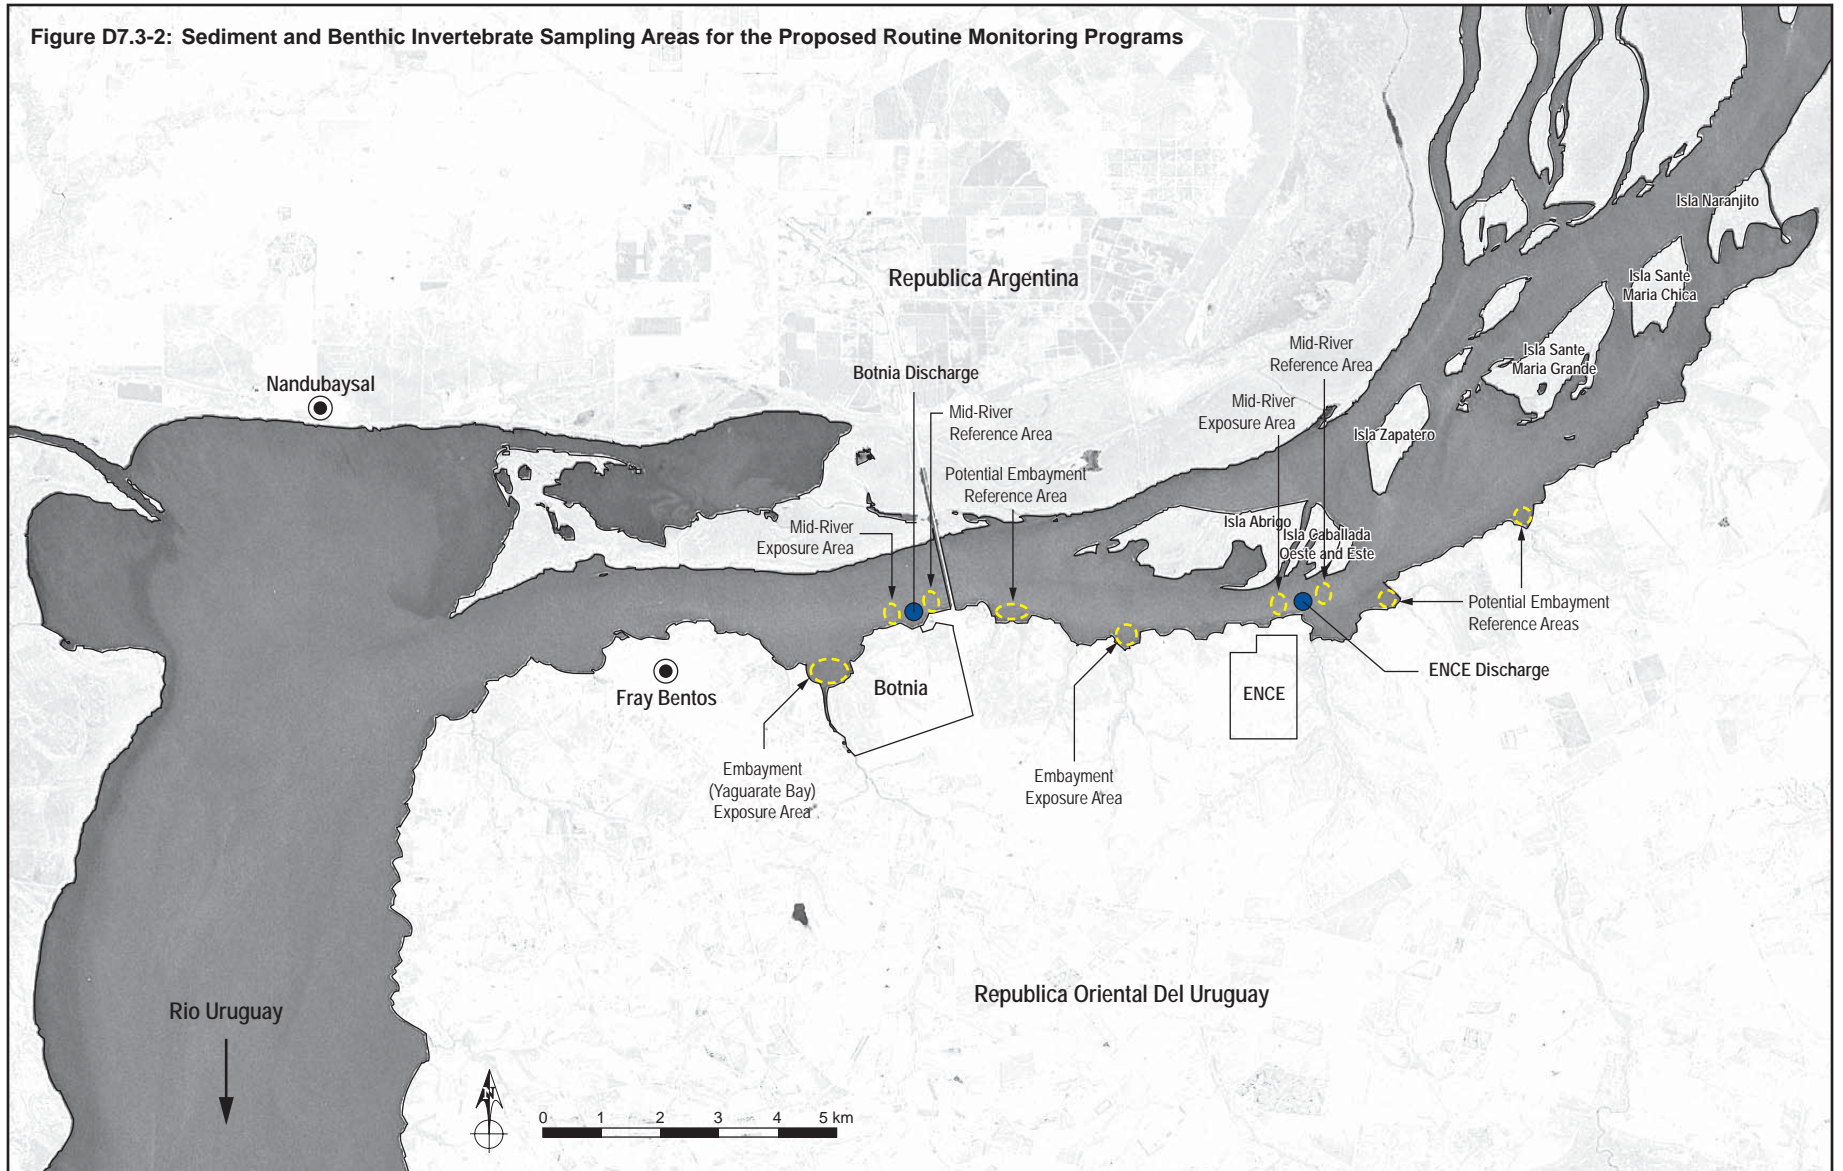 Figure D7.3-2: Sediment and Benthic Invertebrate Sampling Areas for the Proposed Routine Monitoring Programs
Isla Naranjito
Republica Argentina
Isla Sante
Maria Chica
Mid-River
Reference Area
Isla Sante
Maria Grande
Nandubaysal
Botnia Discharge
Mid-River
Exposure Area
Mid-River
Reference Area
Isla Zapatero
Potential Embayment
Reference Area
Mid-River
Exposure Area
Isla Abrigo
Isla Caballada
Oeste and Este
Potential Embayment
Reference Areas
ENCE Discharge
Fray Bentos
Botnia
ENCE
Embayment
(Yaguarate Bay)
Exposure Area
Embayment
Exposure Area
Republica Oriental Del Uruguay
Rio Uruguay
N
0 1 2 3 4 5 km